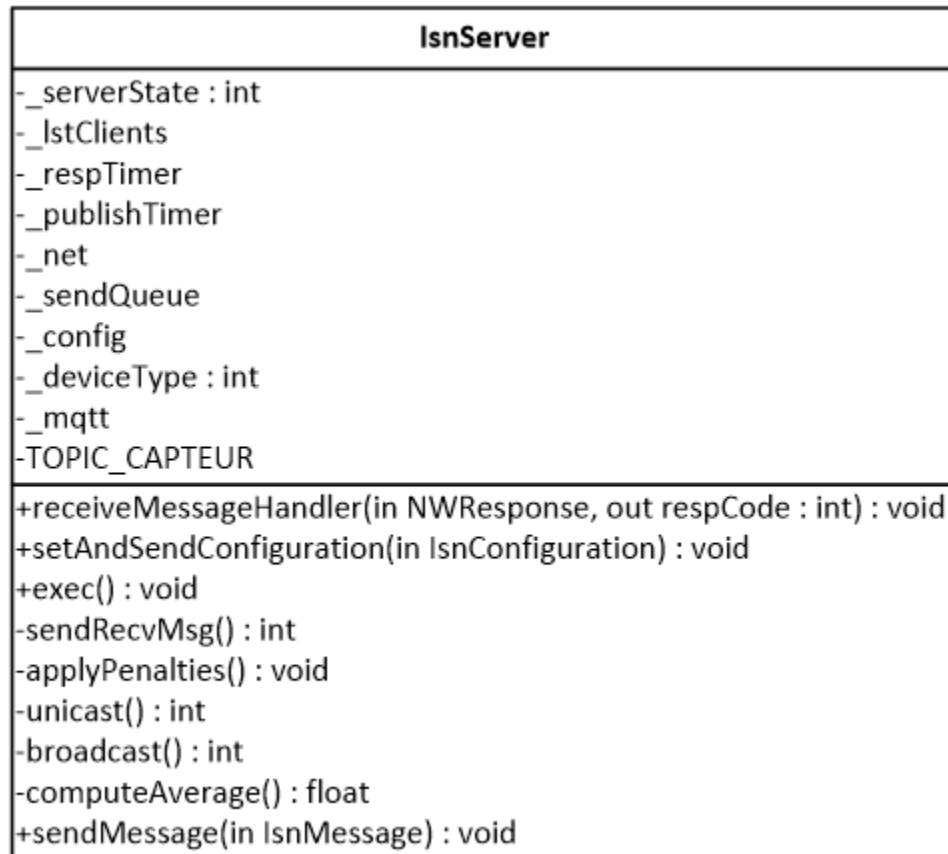 IsnServer
-_serverState : int
-_lstClients
-_respTimer
-_publishTimer
-_net
-_sendQueue
-_config
-_deviceType : int
-_mqtt
-TOPIC_CAPTEUR
+receiveMessageHandler(in NWResponse, out respCode : int) : void
+setAndSendConfiguration(in IsnConfiguration) : void
+exec() : void
-sendRecvMsg() : int
-applyPenalties() : void
-unicast() : int
-broadcast() : int
-computeAverage() : float
+sendMessage(in IsnMessage) : void